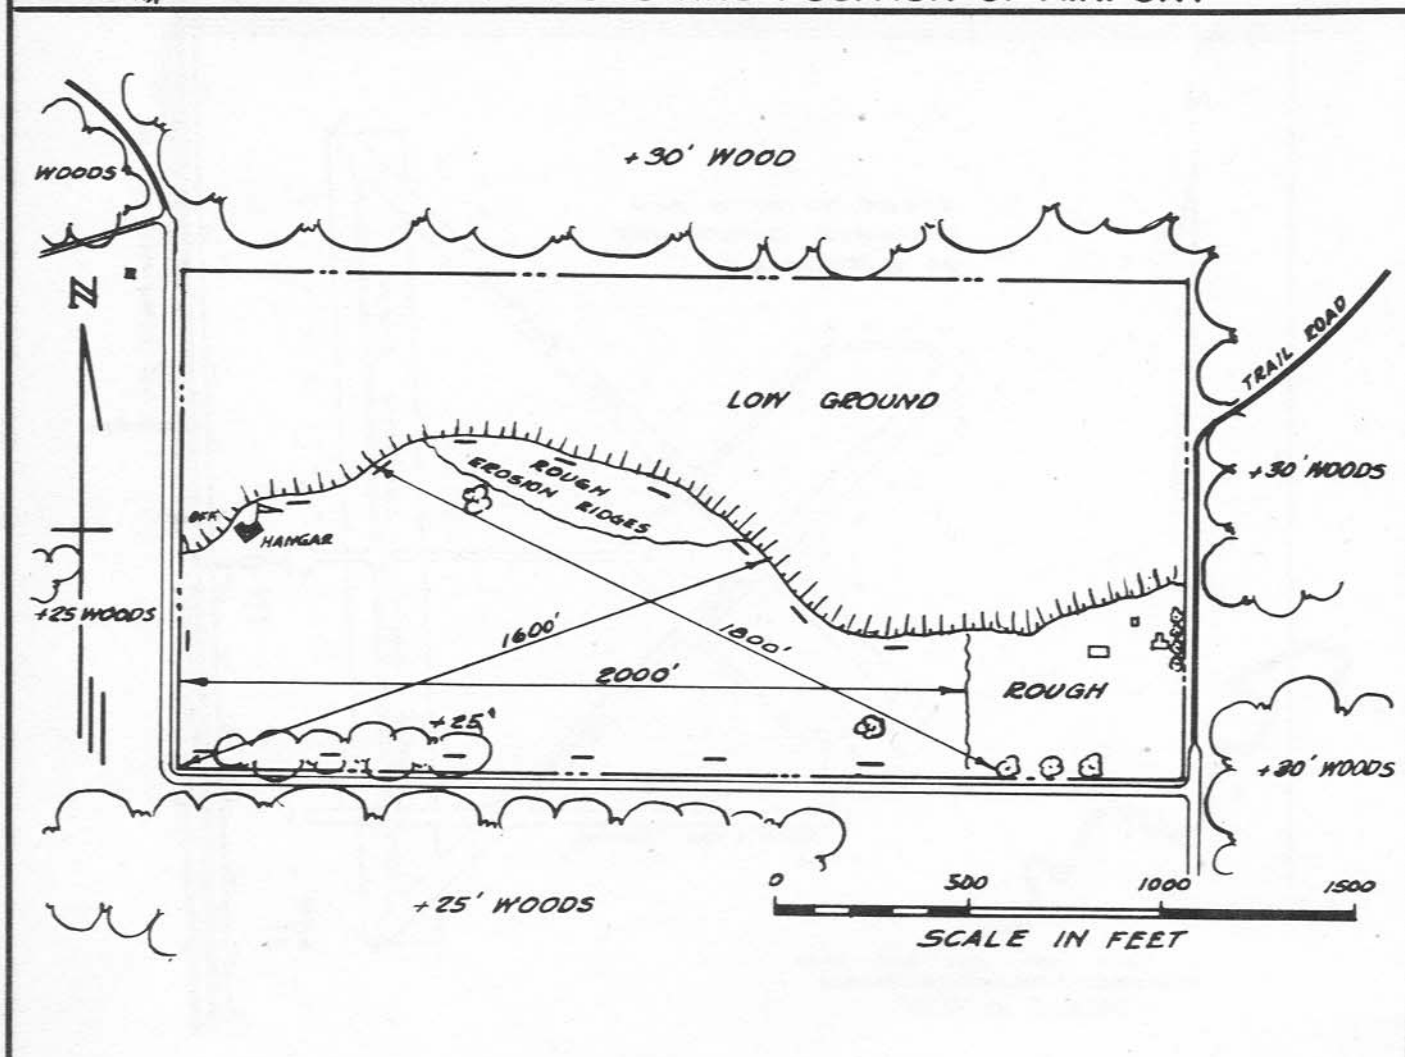 +30' WOOD
WOODS
N
TRAIL ROAD
LOW GROUND
+30' WOODS
ROUGH
EROSION
RIDGES
HANGAR
+25 WOODS
1600'
1800'
2000'
ROUGH
+25'
+30' WOODS
+25' WOODS
0 500 1000 1500
SCALE IN FEET